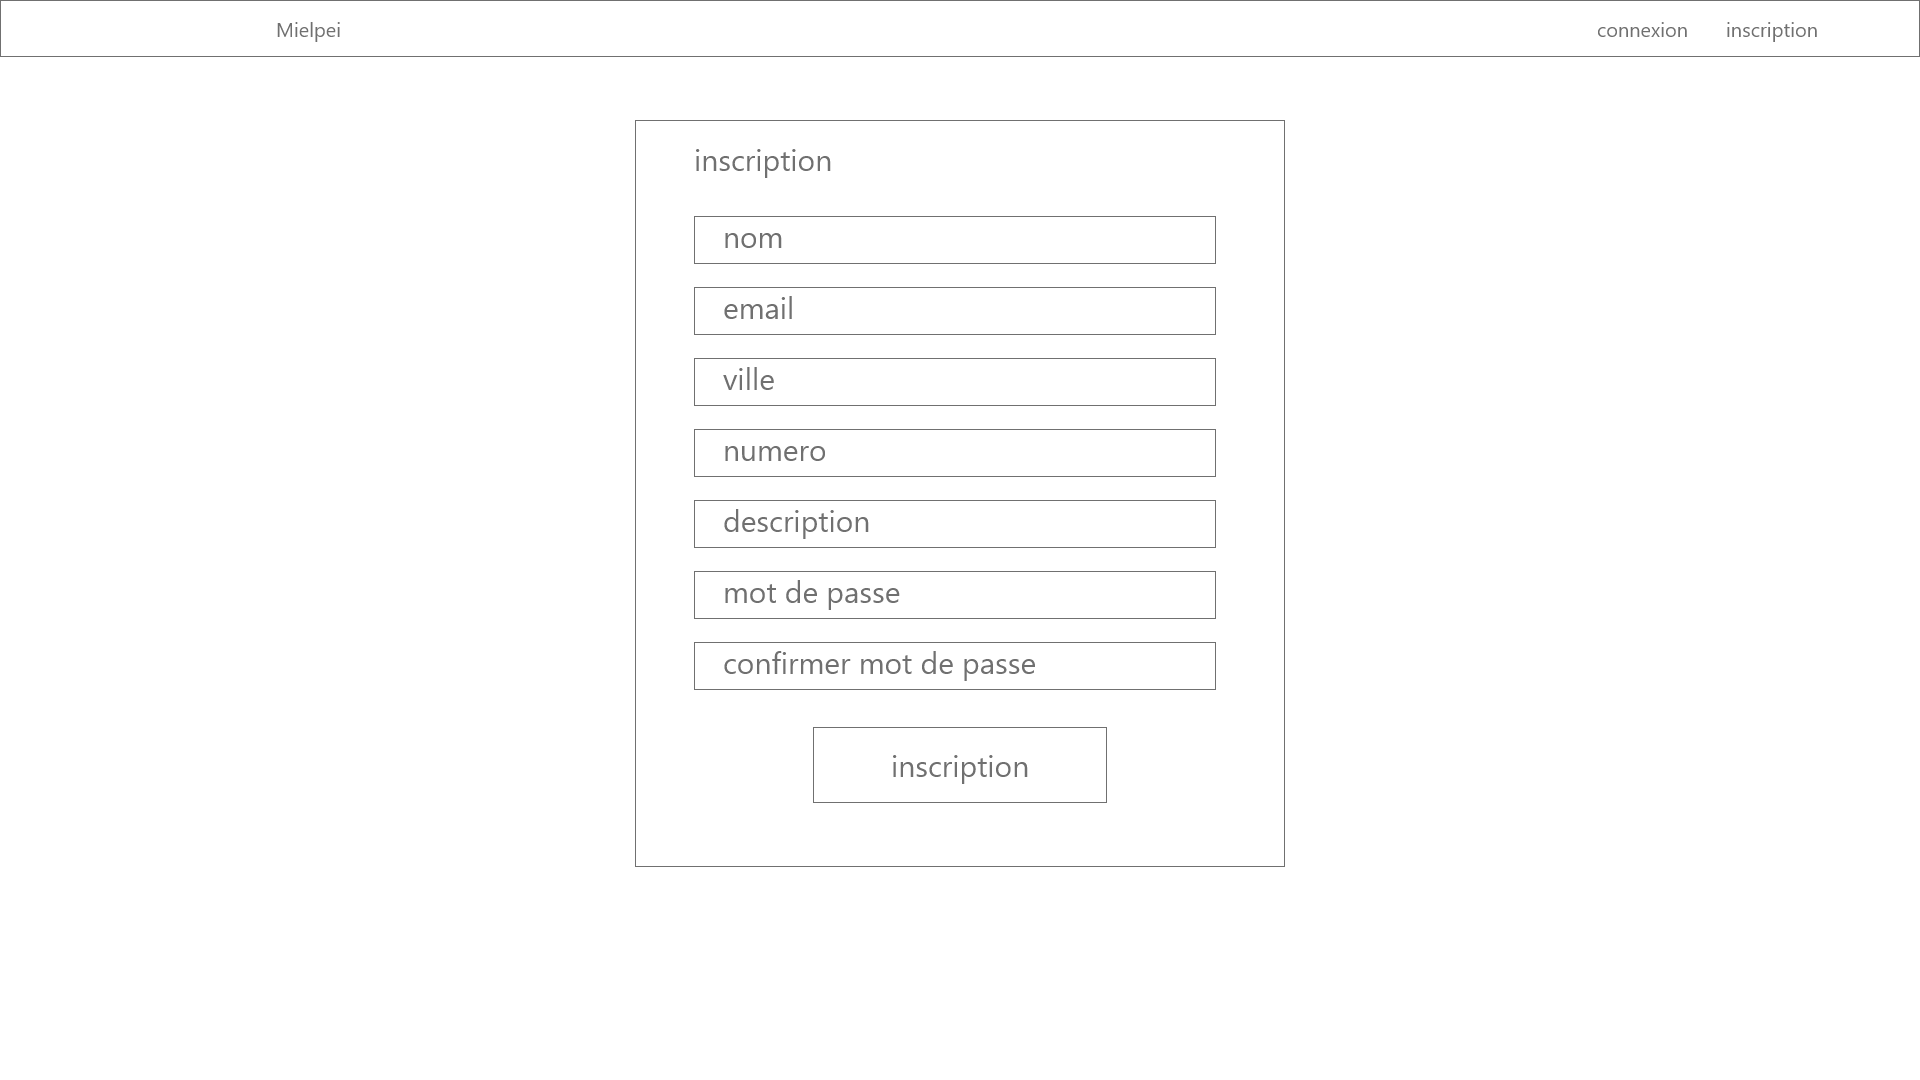 Mielpei
connexion
inscription
inscription
nom
email
ville
numero
description
mot de passe
confirmer mot de passe
inscription